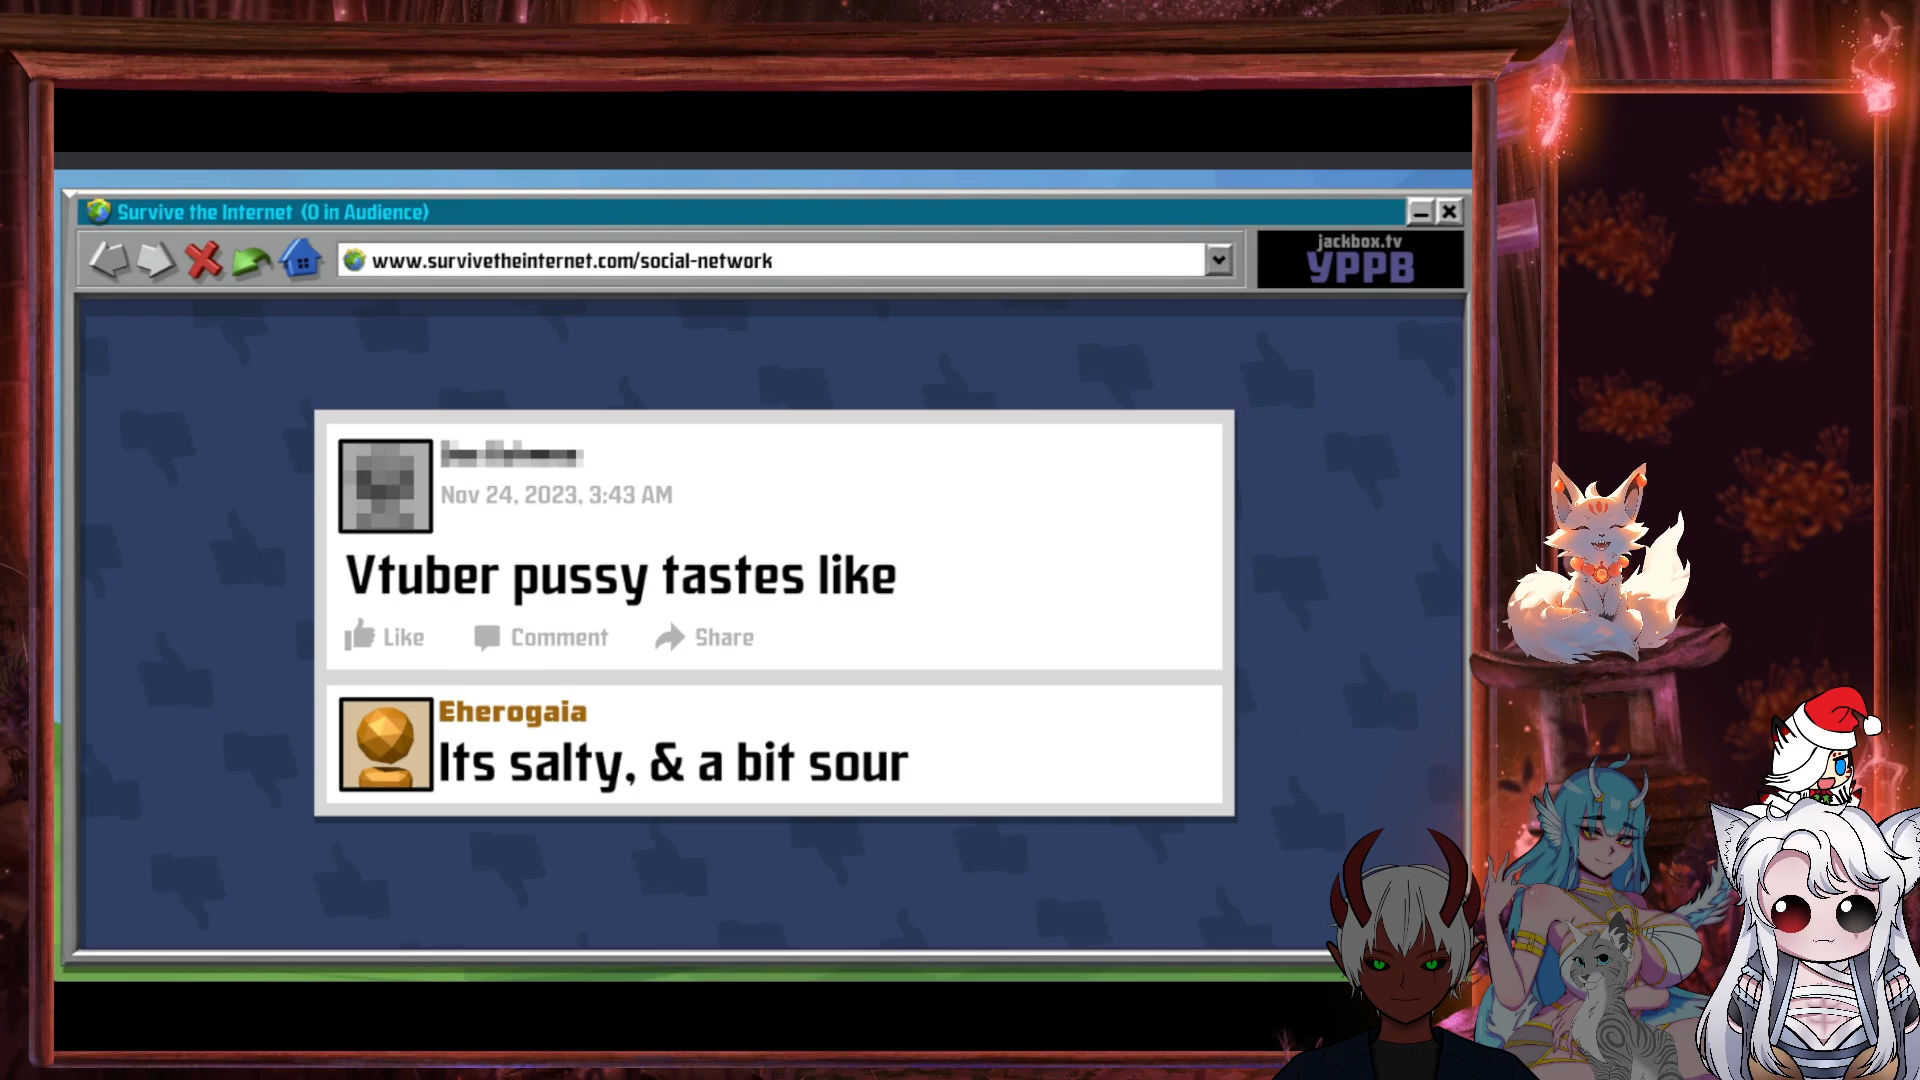 Survive the Internet (0 in Audience)
www.survivetheinternet.com/social-network
jackbox.tv
YPPB
Nov 24, 2023, 3:43 AM
Vtuber pussy tastes like
Like Comment Share
Eherogaia
Its salty, & a bit sour